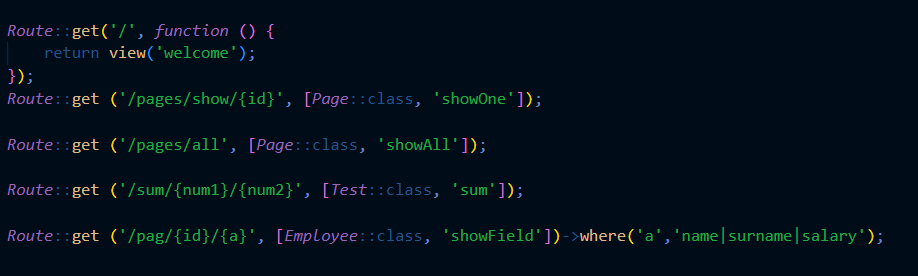 Route::get('/', function () {
    return view('welcome');
});
Route::get ('/pages/show/{id}', [Page::class, 'showOne']);
Route::get ('/pages/all', [Page::class, 'showAll']);
Route::get ('/sum/{num1}/{num2}', [Test::class, 'sum']);
Route::get ('/pag/{id}/{a}', [Employee::class, 'showField'])->where('a','name|surname|salary');